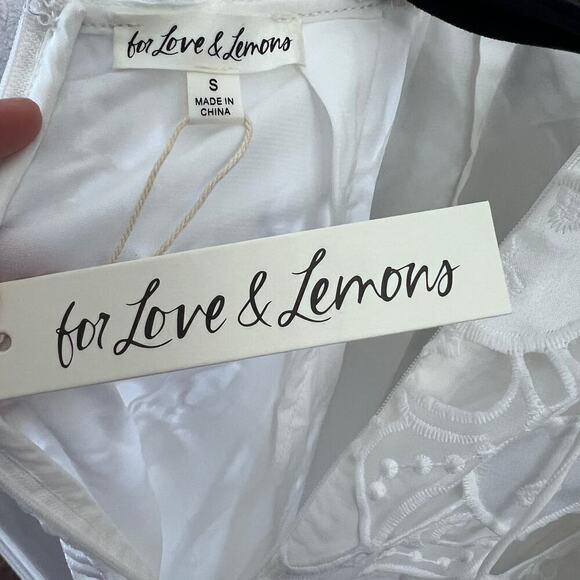 for Love & Lemons
S
MADE IN
CHINA
for Love & Lemons